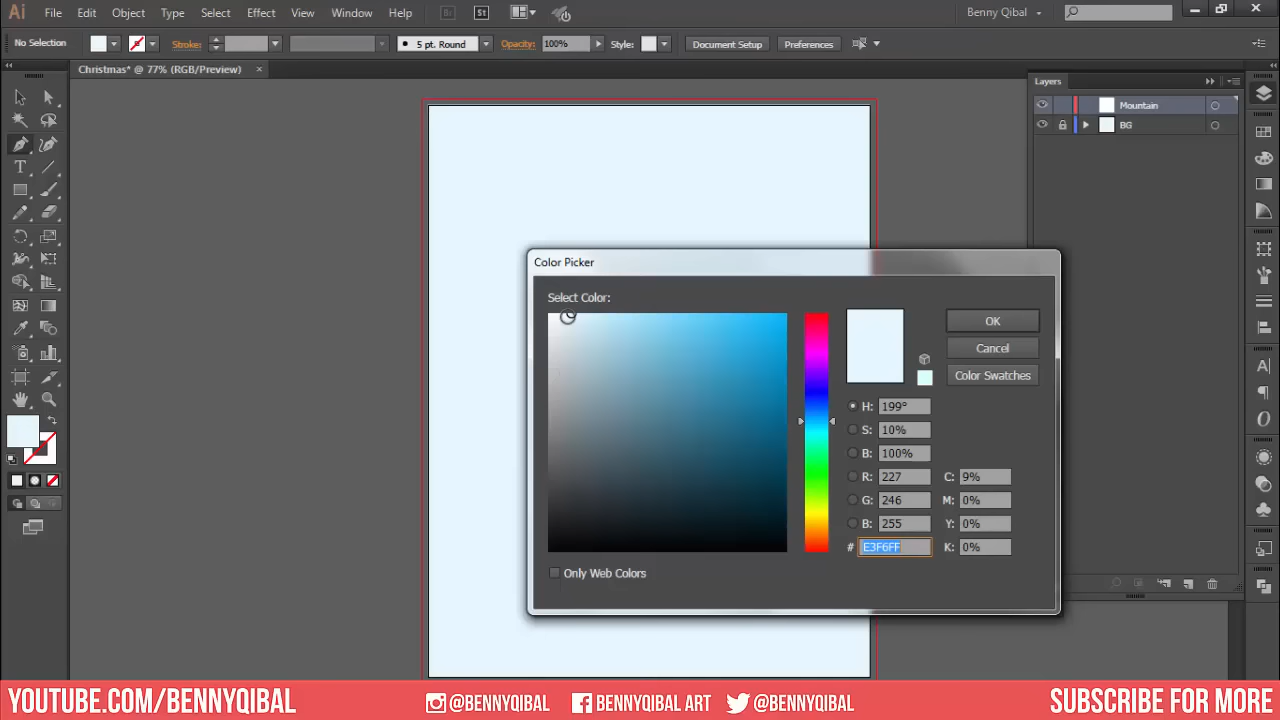 Ai File Edit Object Type Select Effect View Window Help Br St Benny Qibal
No Selection Stroke: 5 pt. Round Opacity: 100% Style: Document Setup Preferences
Christmas* @ 77% (RGB/Preview) ×
Layers
Mountain
BG
Color Picker
Select Color:
OK
Cancel
Color Swatches
H: 199°
S: 10%
B: 100%
R: 227 C: 9%
G: 246 M: 0%
B: 255 Y: 0%
# E3F6FF K: 0%
Only Web Colors
YOUTUBE.COM/BENNYQIBAL @BENNYQIBAL BENNYQIBAL ART @BENNYQIBAL SUBSCRIBE FOR MORE